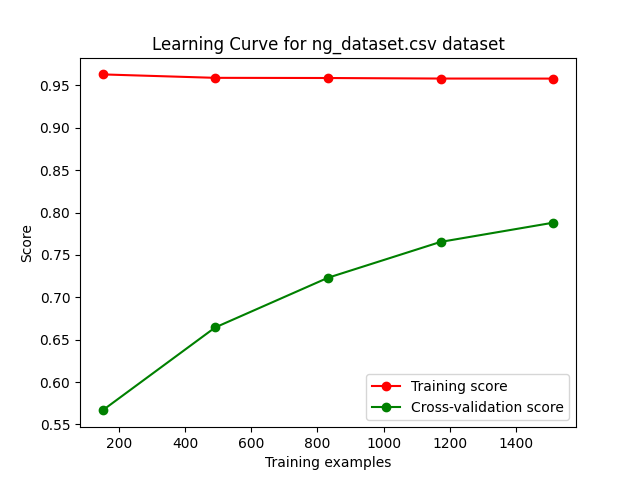 Learning Curve for ng_dataset.csv dataset
0.95
0.90
0.85
0.80
0.75
0.70
0.65
0.60
0.55
Score
Training score
Cross-validation score
200 400 600 800 1000 1200 1400
Training examples